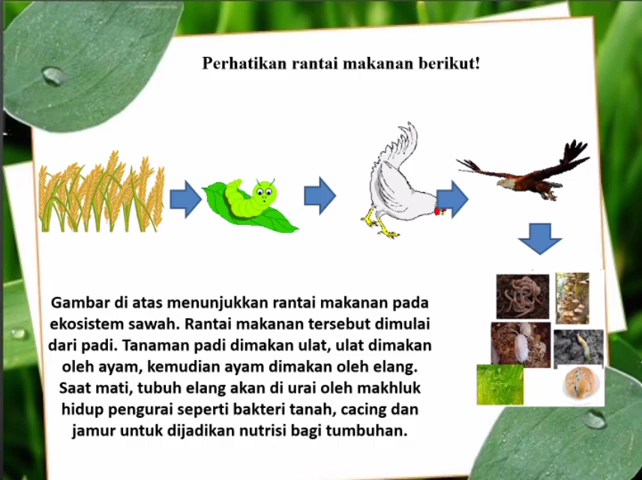 Perhatikan rantai makanan berikut!
Gambar di atas menunjukkan rantai makanan pada
ekosistem sawah. Rantai makanan tersebut dimulai
dari padi. Tanaman padi dimakan ulat, ulat dimakan
oleh ayam, kemudian ayam dimakan oleh elang.
Saat mati, tubuh elang akan di urai oleh makhluk
hidup pengurai seperti bakteri tanah, cacing dan
jamur untuk dijadikan nutrisi bagi tumbuhan.